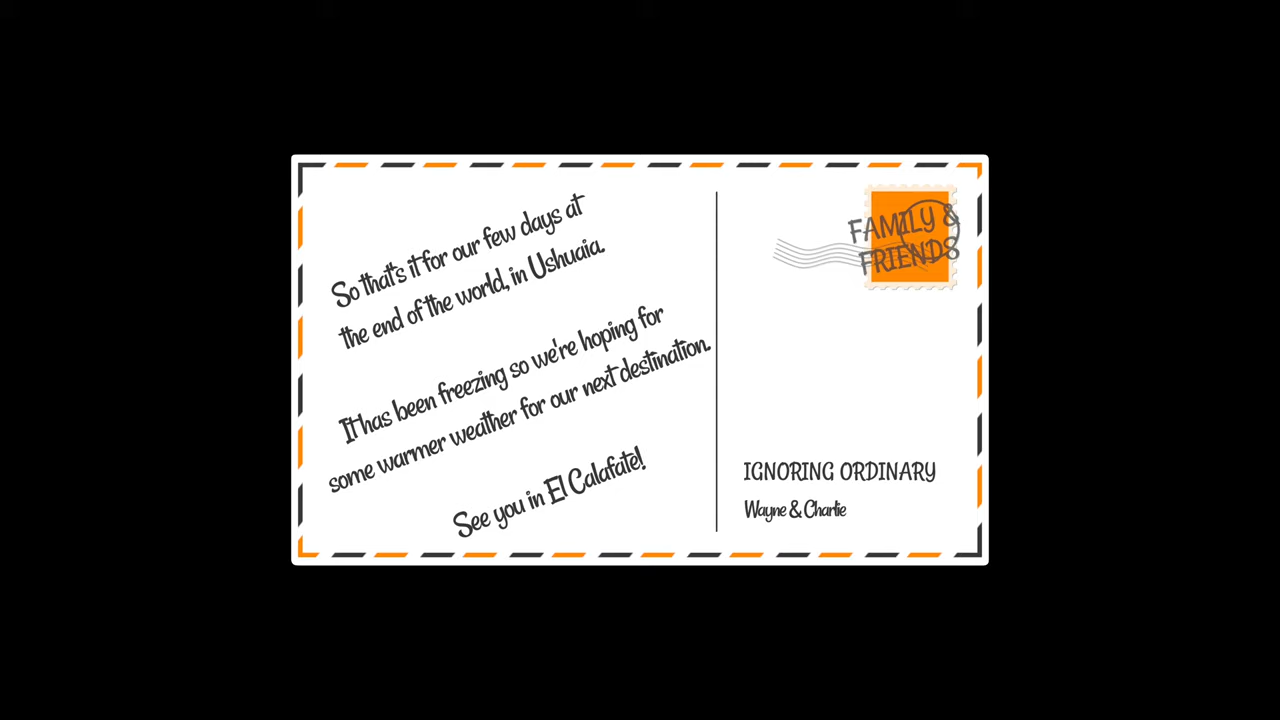 So that's it for our few days at
the end of the world, in Ushuaia.
It has been freezing so we're hoping for
some warmer weather for our next destination.
See you in El Calafate!
FAMILY &
FRIENDS
IGNORING ORDINARY
Wayne & Charlie